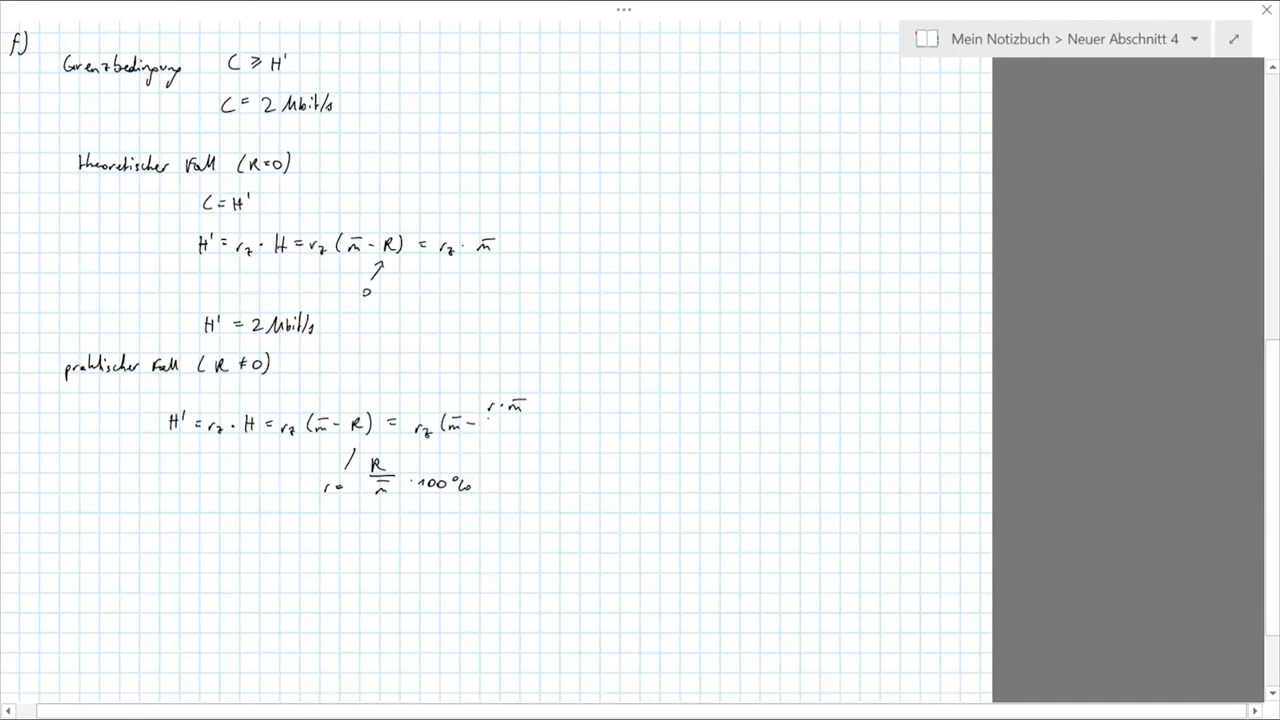 ...
Mein Notizbuch > Neuer Abschnitt 4
f)
Grenzbedingung C ≥ H'
C = 2 Mbit/s
theoretischer Fall (R=0)
C = H'
H' = r_z · H = r_z (m̄ - R) = r_z · m̄
0
H' = 2 Mbit/s
praktischer Fall (R ≠ 0)
H' = r_z · H = r_z (m̄ - R) = r_z (m̄ - r · m̄
r = R/m̄ · 100%